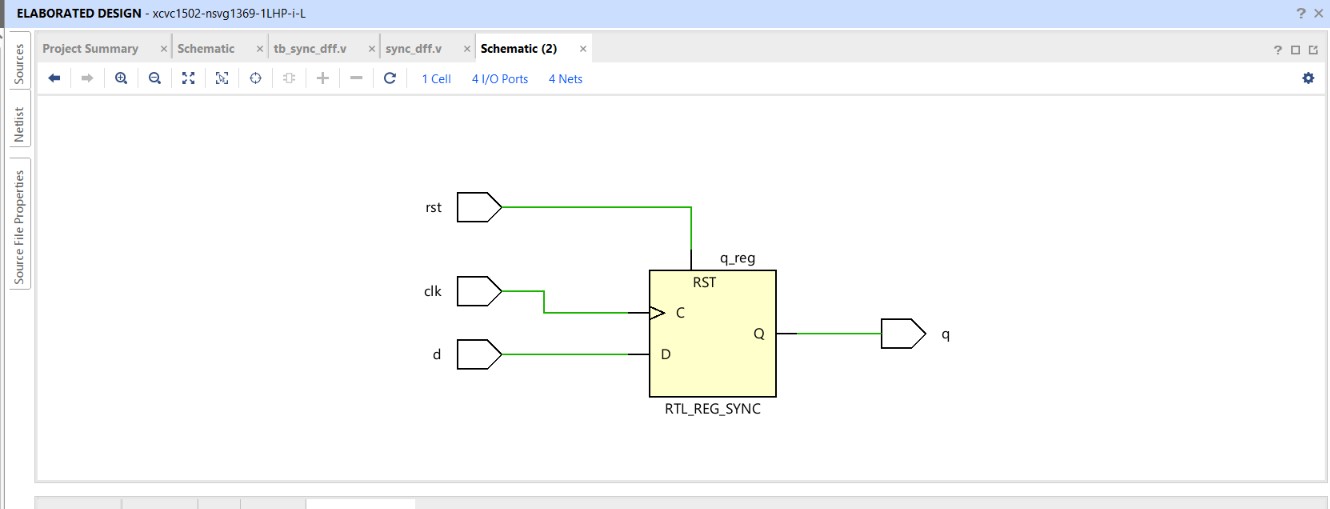 ELABORATED DESIGN - xcvc1502-nsvg1369-1LHP-i-L
? ×
Sources
Netlist
Source File Properties
Project Summary × Schematic × tb_sync_dff.v × sync_dff.v × Schematic (2) ×
?
1 Cell 4 I/O Ports 4 Nets
rst
q_reg
RST
clk
C
Q
q
d
D
RTL_REG_SYNC